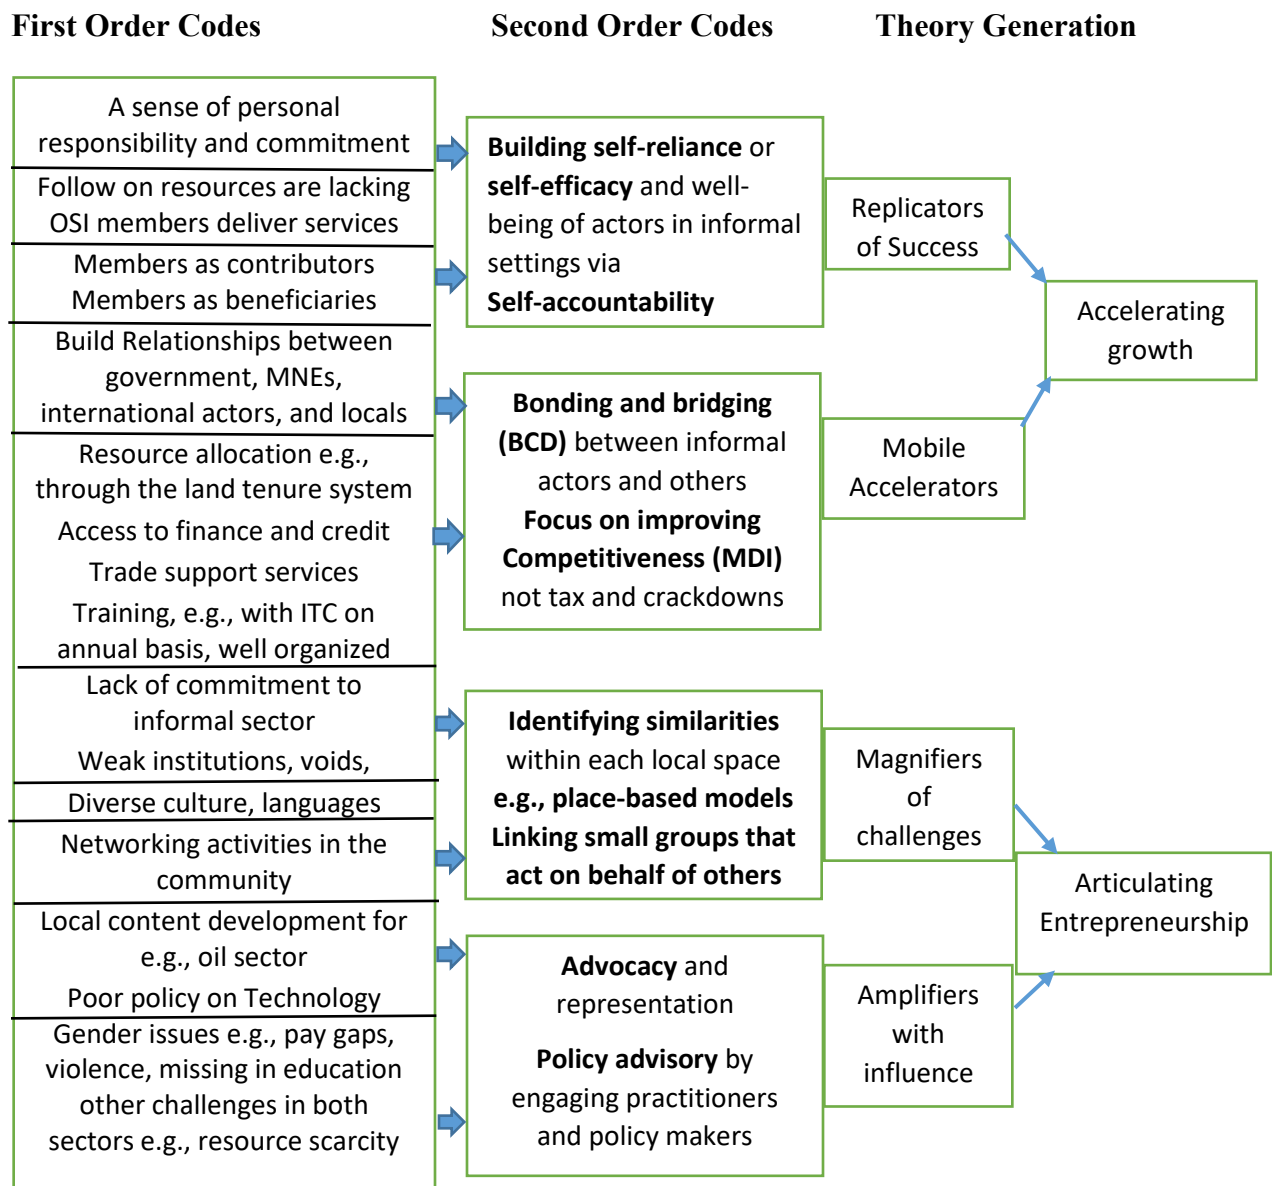 First Order Codes
Second Order Codes
Theory Generation
A sense of personal
responsibility and commitment
Follow on resources are lacking
OSI members deliver services
Members as contributors
Members as beneficiaries
Build Relationships between
government, MNEs,
international actors, and locals
Resource allocation e.g.,
through the land tenure system
Access to finance and credit
Trade support services
Training, e.g., with ITC on
annual basis, well organized
Lack of commitment to
informal sector
Weak institutions, voids,
Diverse culture, languages
Networking activities in the
community
Local content development for
e.g., oil sector
Poor policy on Technology
Gender issues e.g., pay gaps,
violence, missing in education
other challenges in both
sectors e.g., resource scarcity
Building self-reliance or
self-efficacy and well-
being of actors in informal
settings via
Self-accountability
Bonding and bridging
(BCD) between informal
actors and others
Focus on improving
Competitiveness (MDI)
not tax and crackdowns
Identifying similarities
within each local space
e.g., place-based models
Linking small groups that
act on behalf of others
Advocacy and
representation
Policy advisory by
engaging practitioners
and policy makers
Replicators
of Success
Mobile
Accelerators
Magnifiers
of
challenges
Amplifiers
with
influence
Accelerating
growth
Articulating
Entrepreneurship